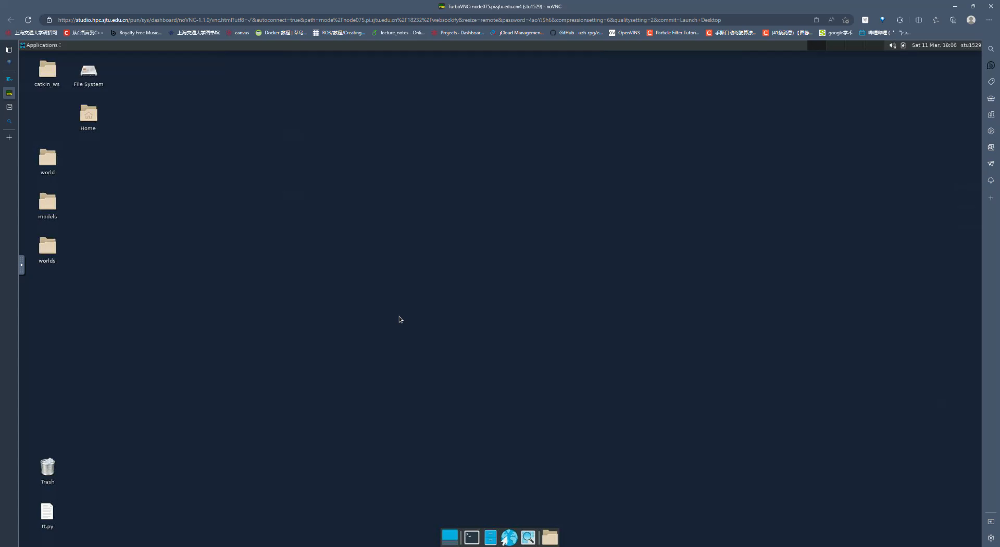 TurboVNC: node075.pi.sjtu.edu.cn:4 (stu1529) - noVNC
https://studio.hpc.sjtu.edu.cn/pun/sys/dashboard/noVNC-1.1.0/vnc.html?utf8=✓&autoconnect=true&path=rnode%2Fnode075.pi.sjtu.edu.cn%2F18232%2Fwebsockify&resize=remote&password=4aoYJSh6&compressionsetting=6&qualitysetting=2&commit=Launch+Desktop
上海交通大学研招网 从C语言到C++ Royalty Free Music... 上海交通大学图书馆 canvas Docker 教程 | 菜鸟... ROS/教程/Creating... lecture_notes - Onli... Projects · Dashboar... jCloud Managemen... GitHub - uzh-rpg/e... OpenVINS Particle Filter Tutori... 手撕自动驾驶算法... (41条消息) 【图像... google学术 哔哩哔哩 ( ゜- ゜)つ...
Applications
Sat 11 Mar, 18:06 stu1529
catkin_ws
File System
Home
world
models
worlds
Trash
tt.py